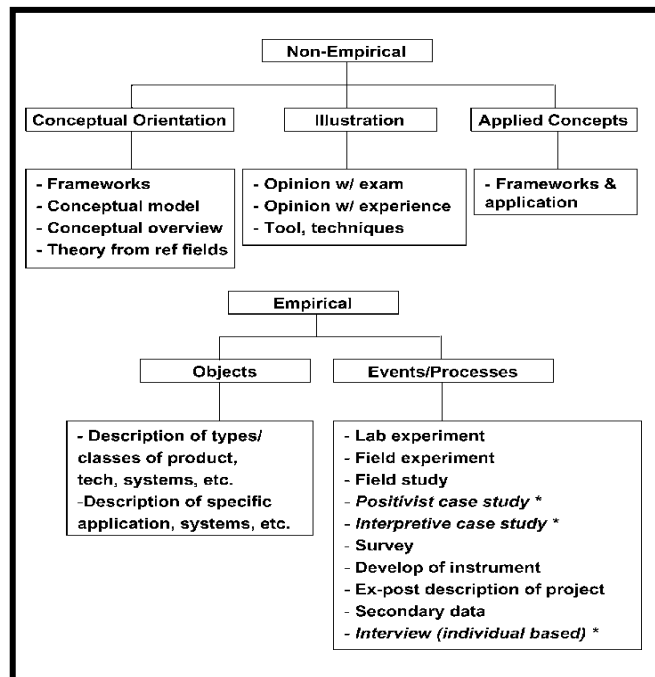 Non-Empirical
Conceptual Orientation
Illustration
Applied Concepts
- Frameworks
- Conceptual model
- Conceptual overview
- Theory from ref fields
- Opinion w/ exam
- Opinion w/ experience
- Tool, techniques
- Frameworks &
application
Empirical
Objects
Events/Processes
- Description of types/
classes of product,
tech, systems, etc.
-Description of specific
application, systems, etc.
- Lab experiment
- Field experiment
- Field study
- Positivist case study *
- Interpretive case study *
- Survey
- Develop of instrument
- Ex-post description of project
- Secondary data
- Interview (individual based) *